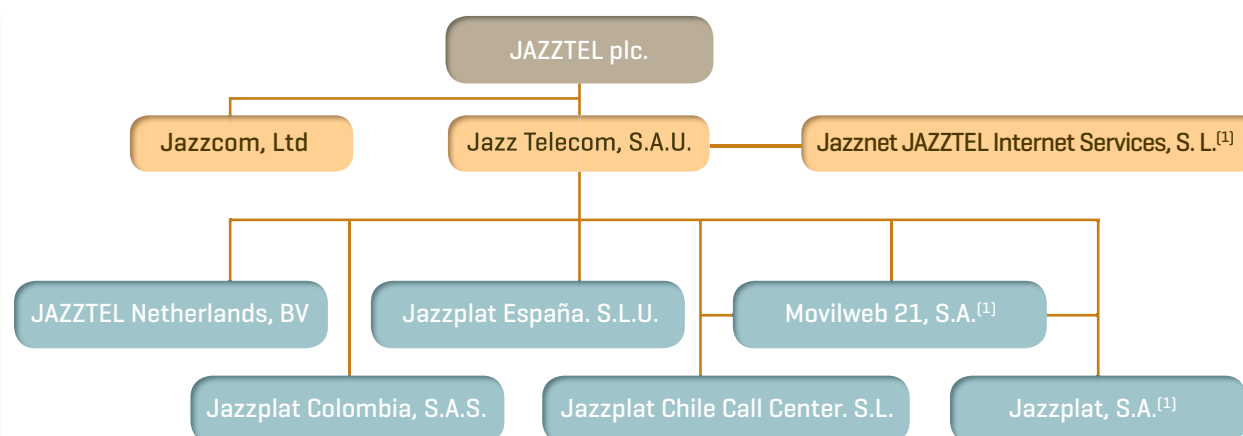 JAZZTEL plc.
Jazzcom, Ltd
Jazz Telecom, S.A.U.
Jazznet JAZZTEL Internet Services, S. L.(1)
JAZZTEL Netherlands, BV
Jazzplat España. S.L.U.
Movilweb 21, S.A.(1)
Jazzplat Colombia, S.A.S.
Jazzplat Chile Call Center. S.L.
Jazzplat, S.A.(1)